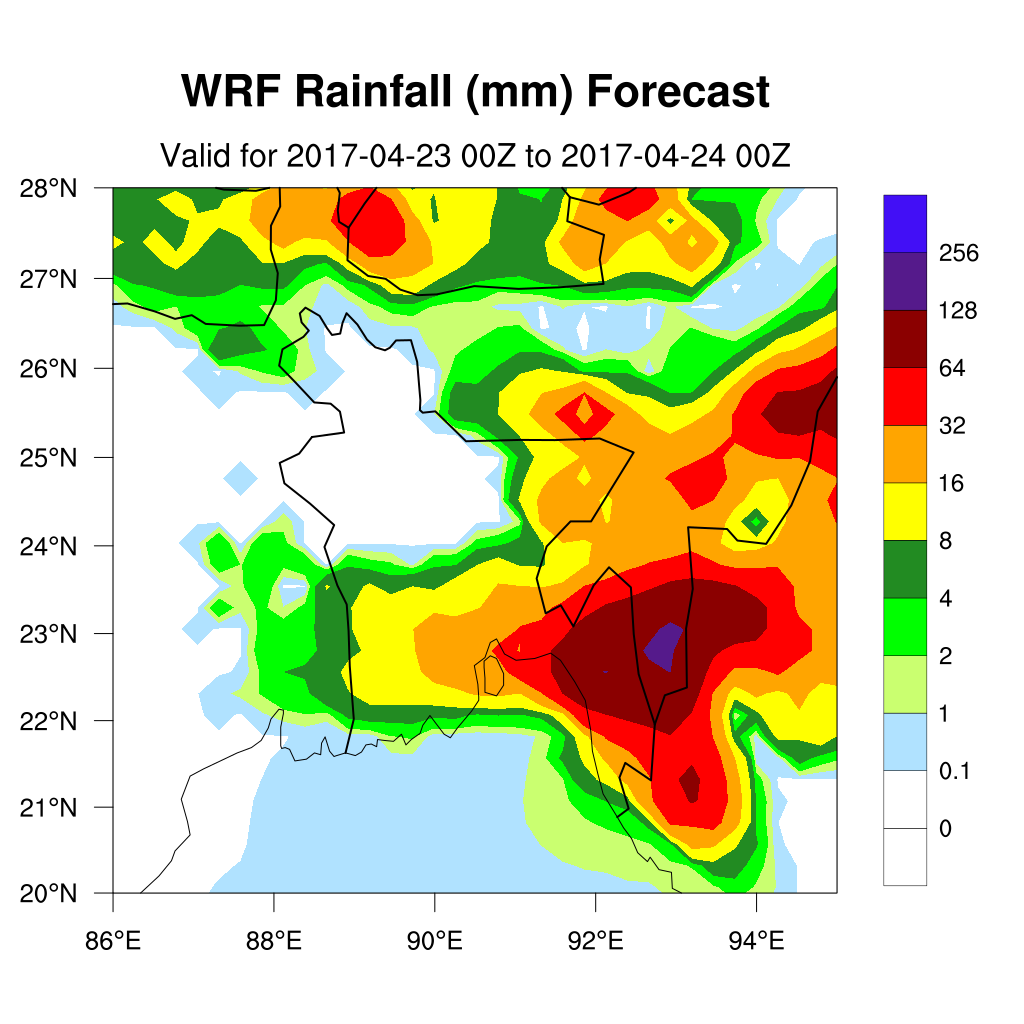 WRF Rainfall (mm) Forecast
Valid for 2017-04-23 00Z to 2017-04-24 00Z
28°N
27°N
26°N
25°N
24°N
23°N
22°N
21°N
20°N
86°E 88°E 90°E 92°E 94°E
256
128
64
32
16
8
4
2
1
0.1
0